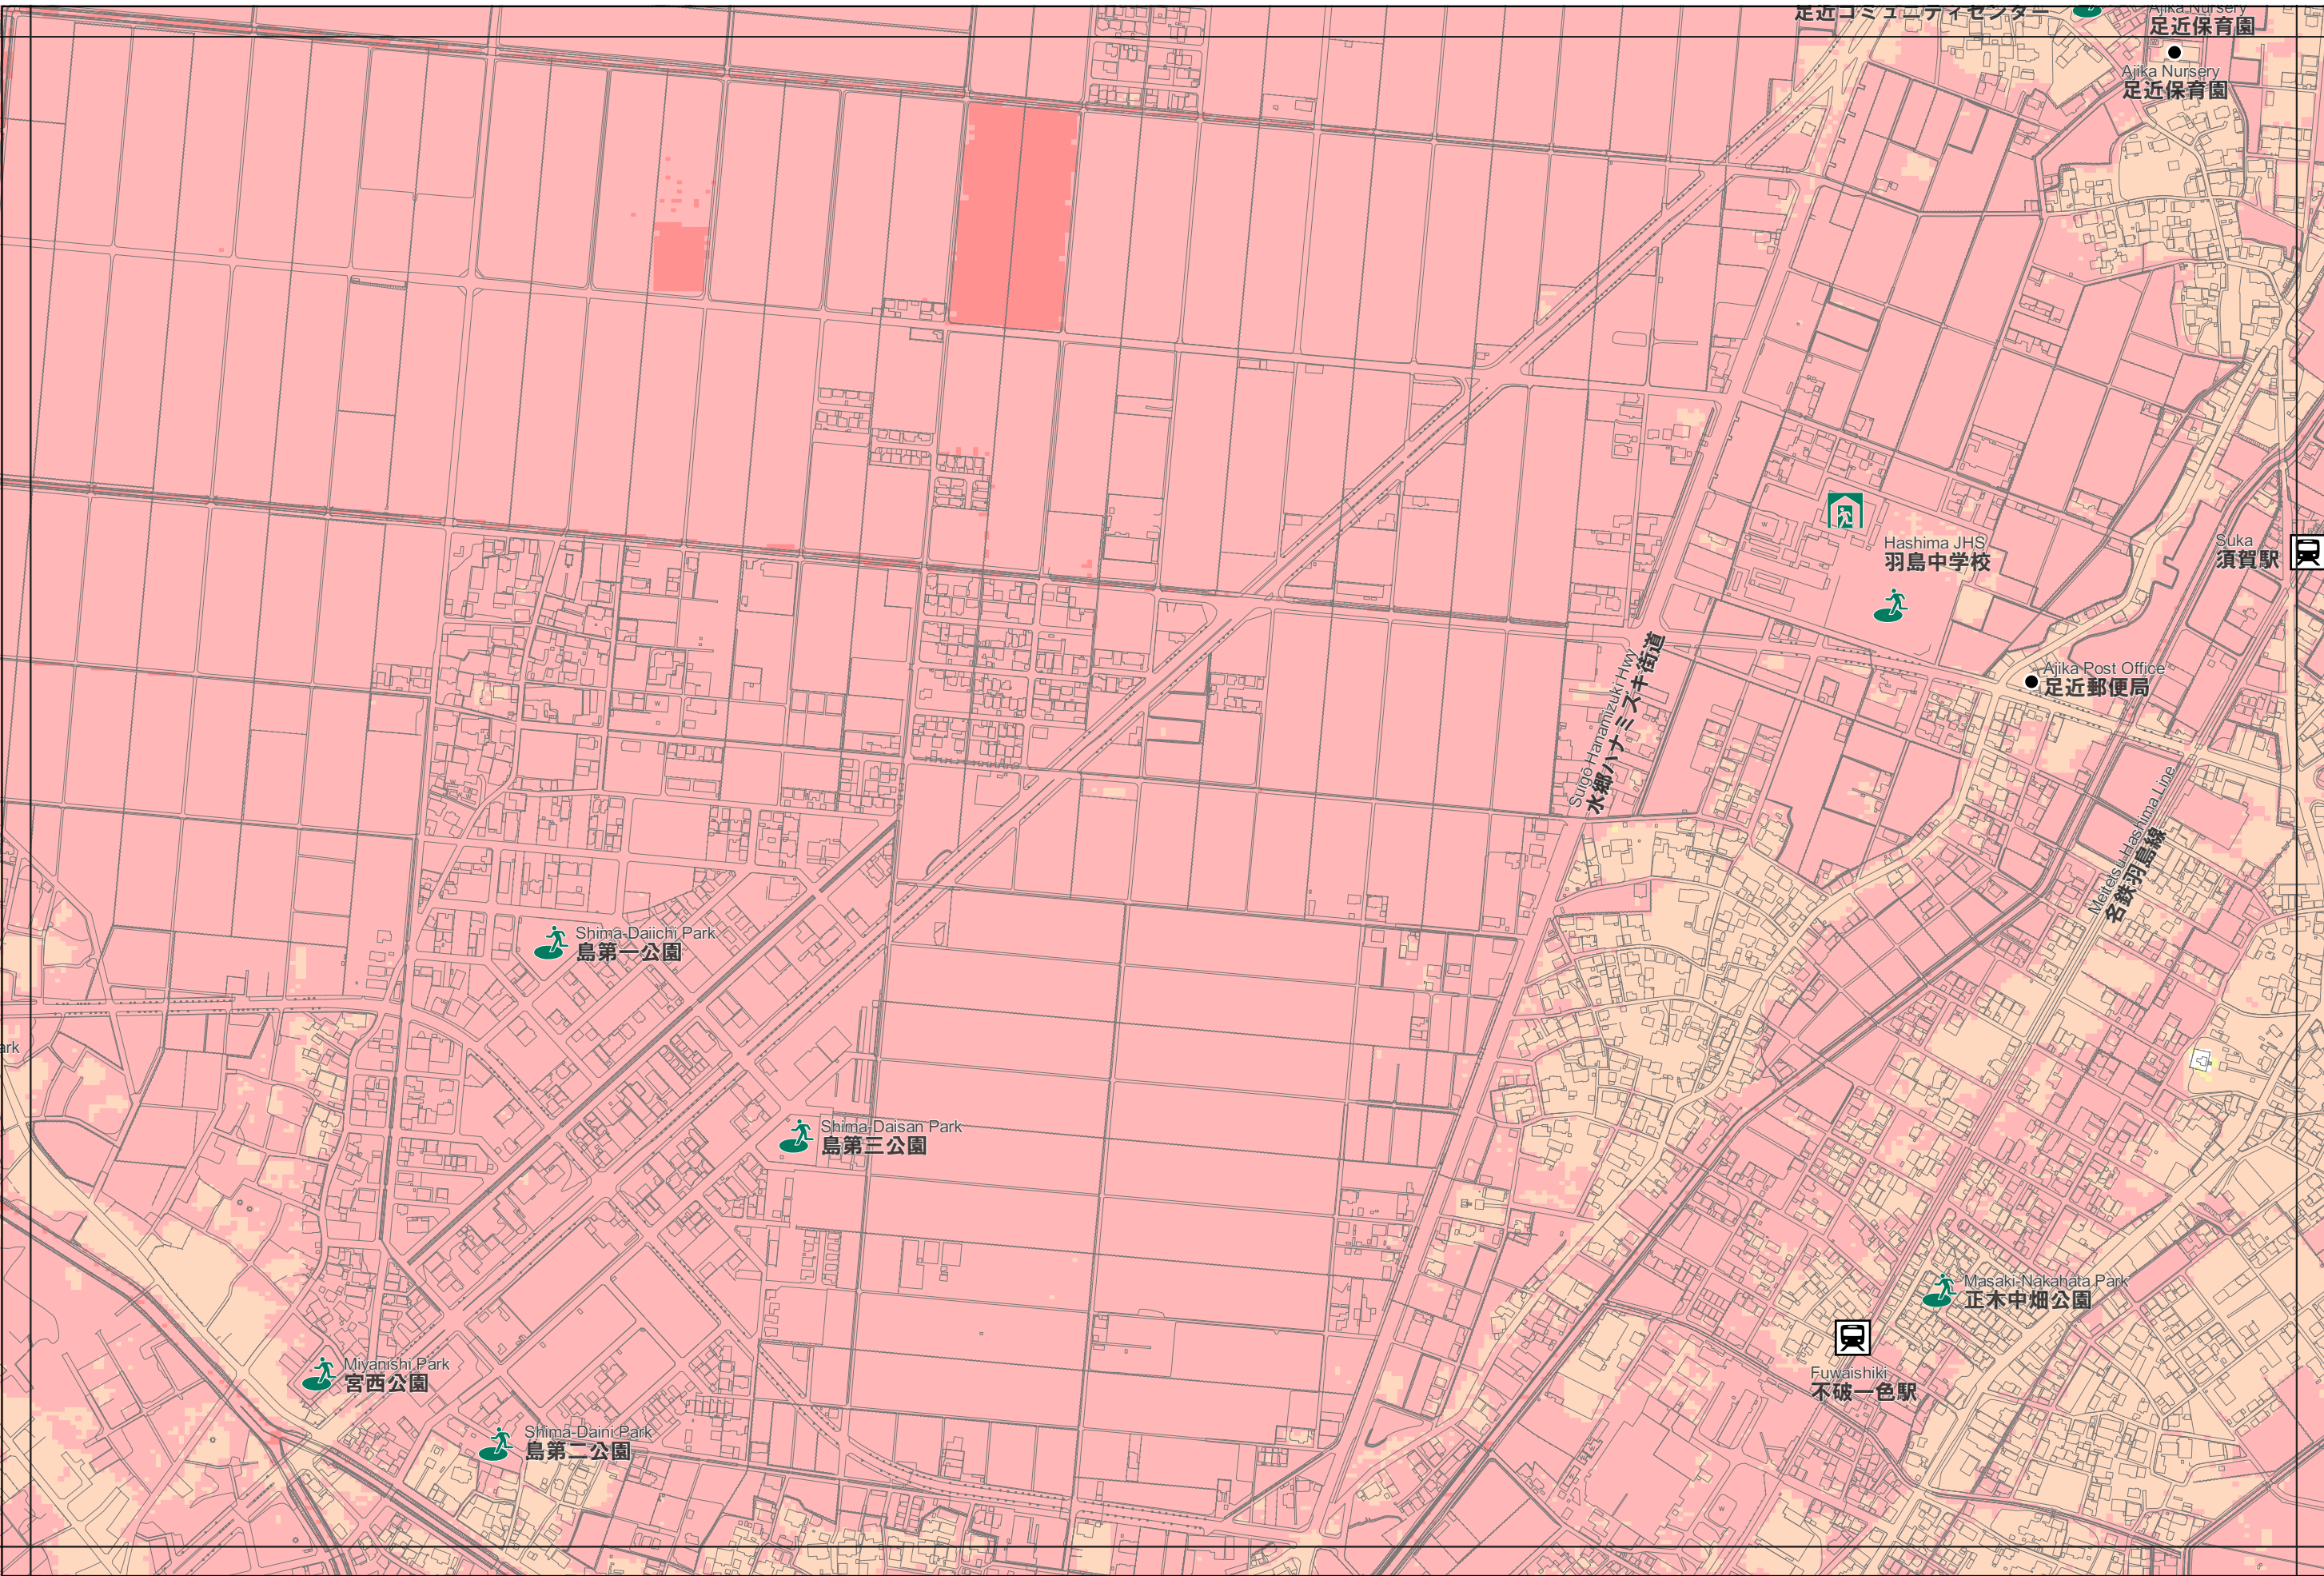 足近コミュニティセンター
Ajika Nursery
足近保育園
Ajika Nursery
足近保育園
Hashima JHS
羽島中学校
Suka
須賀駅
Ajika Post Office
足近郵便局
Suigo Hanamizuki Hwy
水郷ハナミズキ街道
Meitetsu Hashima Line
名鉄羽島線
Shima-Daiichi Park
島第一公園
ark
Shima-Daisan Park
島第三公園
Masaki-Nakahata Park
正木中畑公園
Miyanishi Park
宮西公園
Fuwaishiki
不破一色駅
Shima-Daini Park
島第二公園